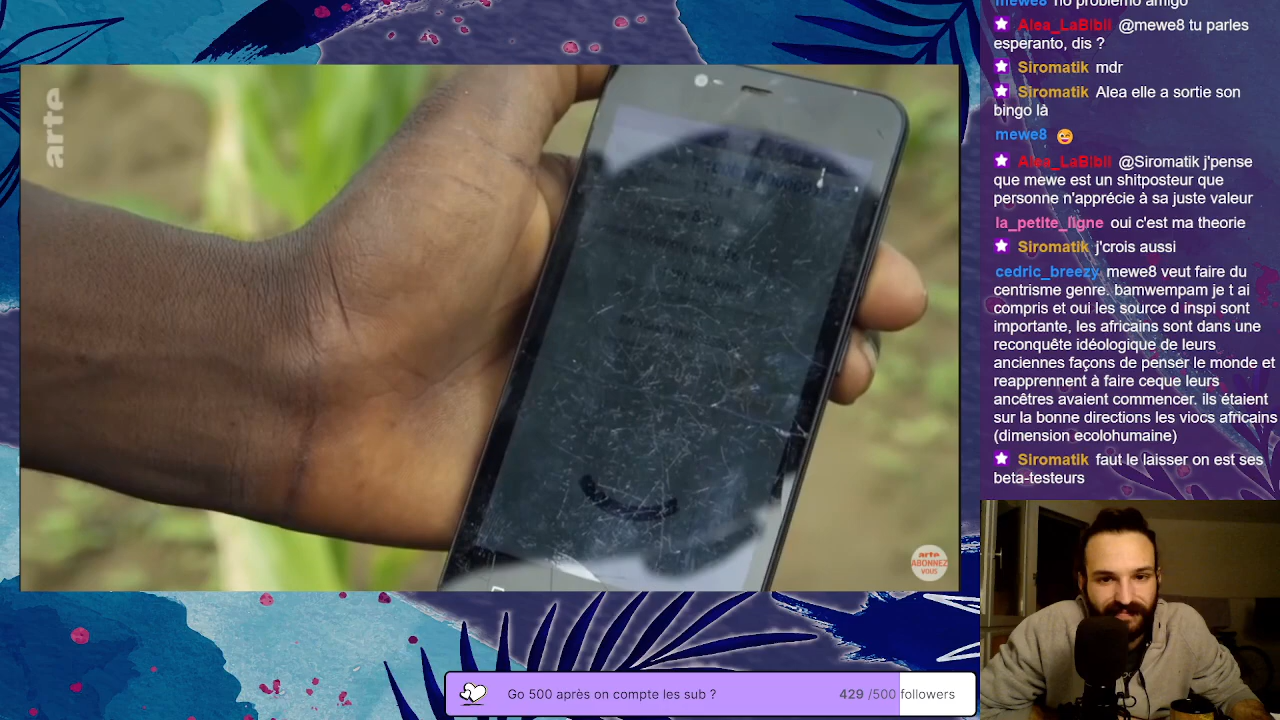 arte
arte
ABONNEZ
VOUS
mewe8 no problemo amigo
Alea_LaBibli @mewe8 tu parles
esperanto, dis ?
Siromatik mdr
Siromatik Alea elle a sortie son
bingo là
mewe8
Alea_LaBibli @Siromatik j'pense
que mewe est un shitposteur que
personne n'apprécie à sa juste valeur
la_petite_ligne oui c'est ma theorie
Siromatik j'crois aussi
cedric_breezy mewe8 veut faire du
centrisme genre. bamwempam je t ai
compris et oui les source d inspi sont
importante, les africains sont dans une
reconquête idéologique de leurs
anciennes façons de penser le monde et
reapprennent à faire ceque leurs
ancêtres avaient commencer. ils étaient
sur la bonne directions les viocs africains
(dimension ecolohumaine)
Siromatik faut le laisser on est ses
beta-testeurs
Go 500 après on compte les sub ? 429 /500 followers